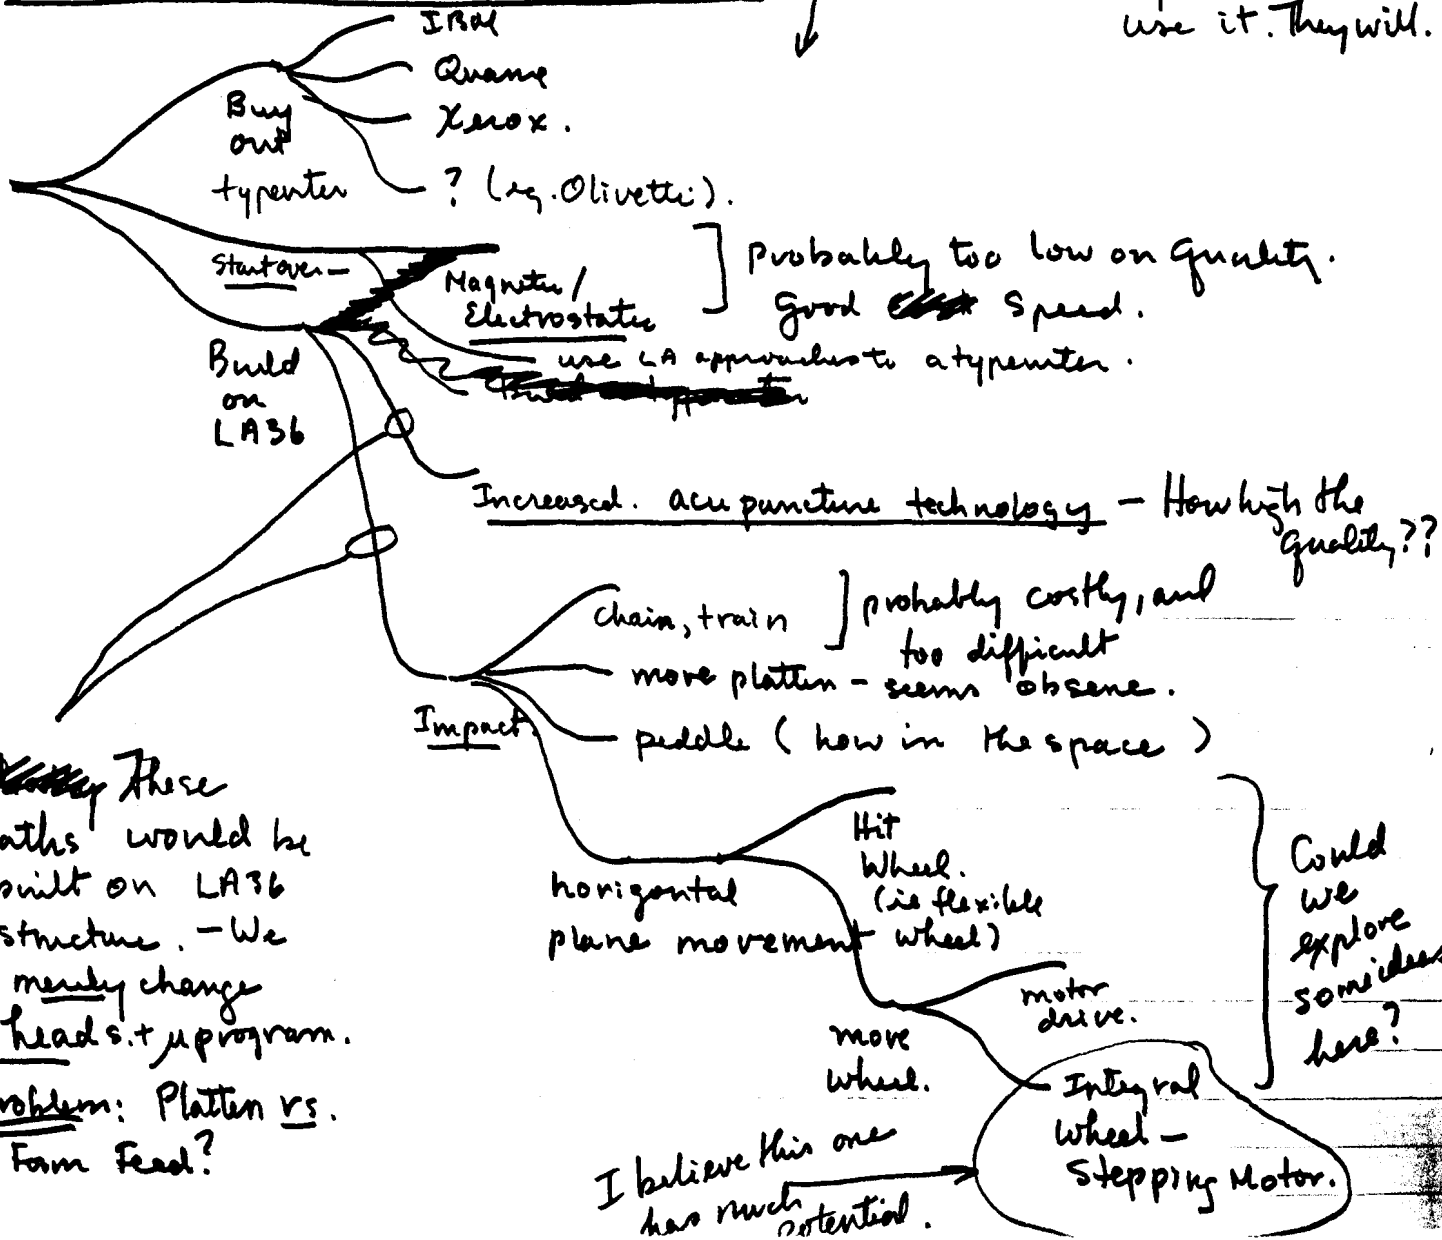 use it. They will.
IBM
Qume
Xerox.
? (eg. Olivetti).
Buy
out
typewriter
Start over —
Magnetic /
Electrostatic
probably too low on quality.
Good speed.
use LA approaches to a typewriter.
Build
on
LA36
Increased. acupuncture technology — How high the
quality??
chain, train
probably costly, and
too difficult
move platten — seems obsene.
peddle (how in the space)
Impact.
These
aths would be
built on LA36
structure. — We
merely change
heads. + µprogram.
roblem: Platten vs.
Form Feed?
horizontal
plane movement
Hit
Wheel.
(ie flexible
wheel)
move
wheel.
motor
drive.
Integral
Wheel —
Stepping Motor.
Could
we
explore
some ideas
here?
I believe this one
has much
potential.